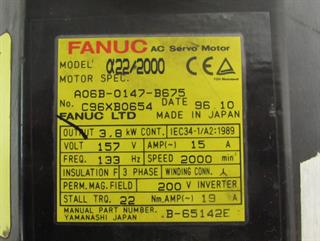 FANUC AC Servo Motor
MODEL α22/2000
MOTOR SPEC.
A06B-0147-B675
No. C96XB0654 DATE 96.10
FANUC LTD MADE IN JAPAN
OUTPUT 3.8 kW CONT. IEC34-1/A2:1989
VOLT 157 V AMP(~) 15 A
FREQ. 133 Hz SPEED 2000 min⁻¹
INSULATION F 3 PHASE WINDING CONN. 人
PERM. MAG. FIELD 200 V INVERTER
STALL TRQ. 22 Nm AMP(~) 19 A
MANUAL PART NUMBER B-65142E
YAMANASHI JAPAN